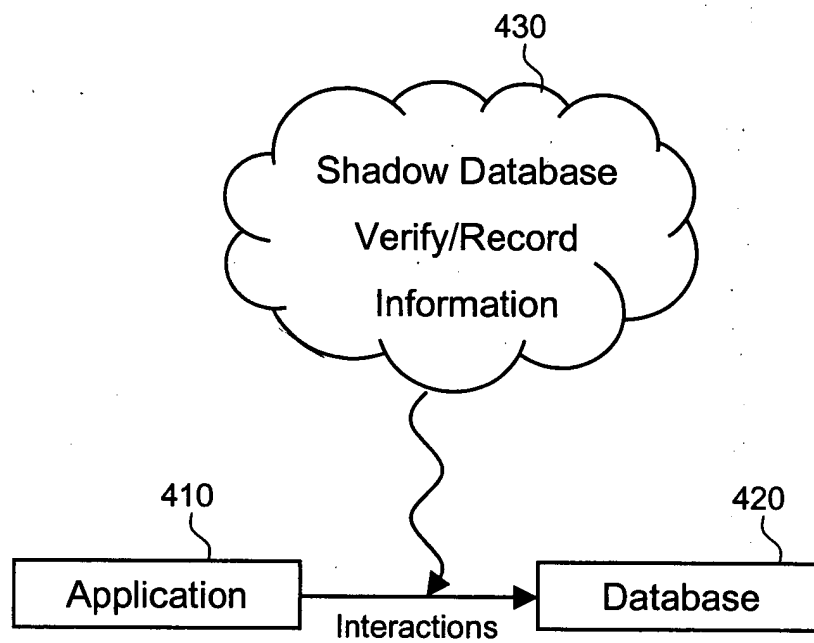 430
Shadow Database
Verify/Record
Information
410
420
Application
Interactions
Database